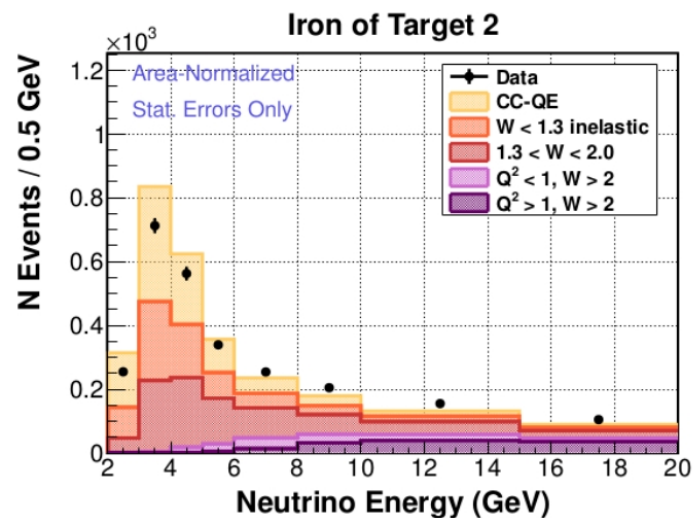 Iron of Target 2
×10³
Area-Normalized
Stat. Errors Only
Data
CC-QE
W < 1.3 inelastic
1.3 < W < 2.0
Q² < 1, W > 2
Q² > 1, W > 2
N Events / 0.5 GeV
1.2
1
0.8
0.6
0.4
0.2
0
2 4 6 8 10 12 14 16 18 20
Neutrino Energy (GeV)